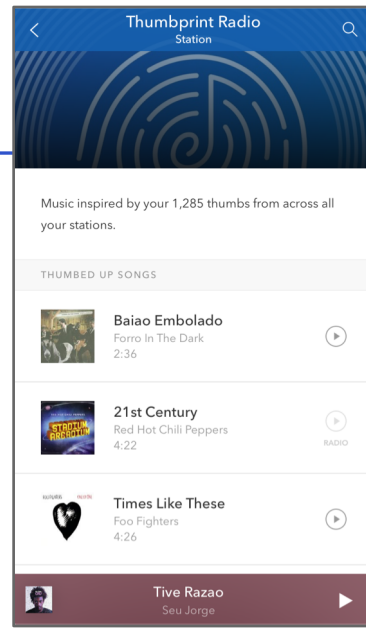 Thumbprint Radio
Station
Music inspired by your 1,285 thumbs from across all
your stations.
THUMBED UP SONGS
Baiao Embolado
Forro In The Dark
2:36
STADIUM
ARCADIUM
21st Century
Red Hot Chili Peppers
4:22
RADIO
Times Like These
Foo Fighters
4:26
Tive Razao
Seu Jorge